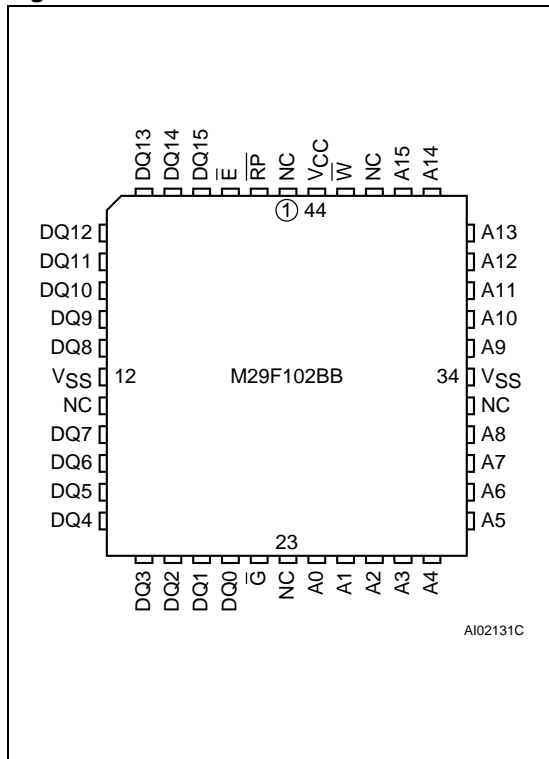 DQ13
DQ14
DQ15
E̅
R̅P̅
NC
VCC
W̅
NC
A15
A14
1 44
DQ12
DQ11
DQ10
DQ9
DQ8
VSS
NC
DQ7
DQ6
DQ5
DQ4
12
M29F102BB
34
A13
A12
A11
A10
A9
VSS
NC
A8
A7
A6
A5
23
DQ3
DQ2
DQ1
DQ0
G̅
NC
A0
A1
A2
A3
A4
AI02131C